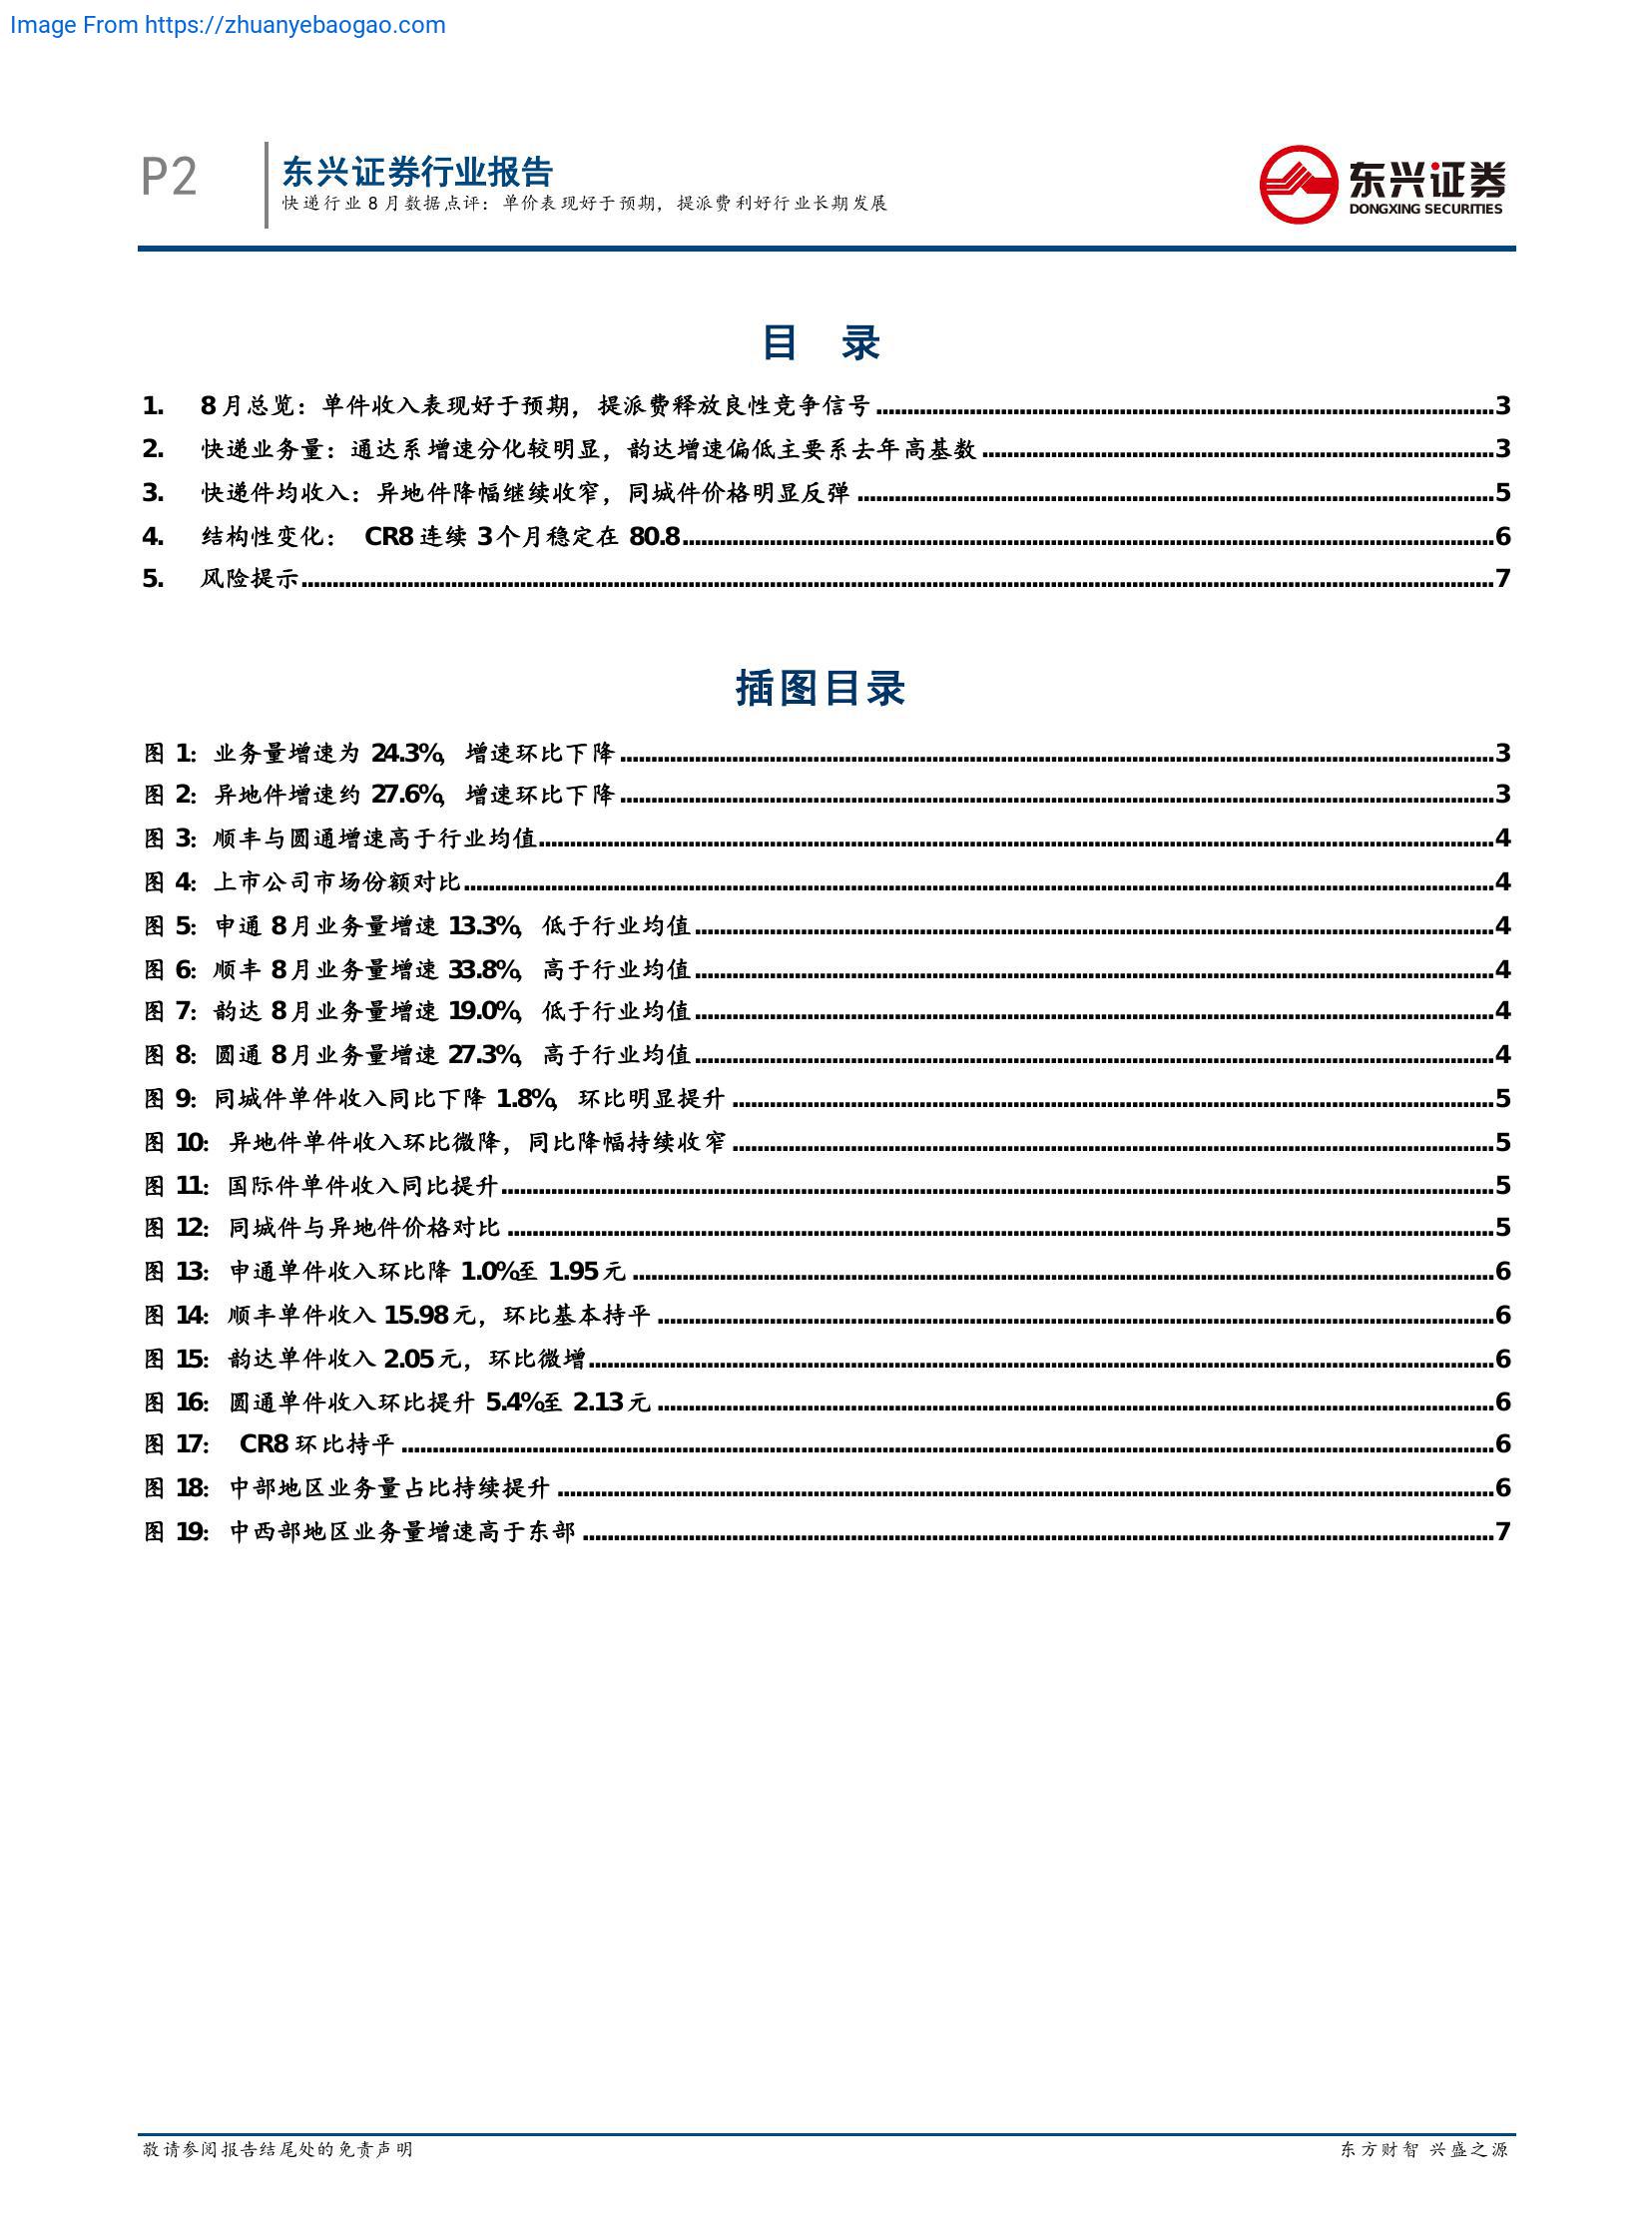 Image From https://zhuanyebaogao.com
P2
东兴证券行业报告
快递行业 8 月数据点评：单价表现好于预期，提派费利好行业长期发展
东兴证券
DONGXING SECURITIES
目 录
1. 8 月总览：单件收入表现好于预期，提派费释放良性竞争信号 3
2. 快递业务量：通达系增速分化较明显，韵达增速偏低主要系去年高基数 3
3. 快递件均收入：异地件降幅继续收窄，同城件价格明显反弹 5
4. 结构性变化： CR8 连续 3 个月稳定在 80.8 6
5. 风险提示 7
插图目录
图 1：业务量增速为 24.3%，增速环比下降 3
图 2：异地件增速约 27.6%，增速环比下降 3
图 3：顺丰与圆通增速高于行业均值 4
图 4：上市公司市场份额对比 4
图 5：申通 8 月业务量增速 13.3%，低于行业均值 4
图 6：顺丰 8 月业务量增速 33.8%，高于行业均值 4
图 7：韵达 8 月业务量增速 19.0%，低于行业均值 4
图 8：圆通 8 月业务量增速 27.3%，高于行业均值 4
图 9：同城件单件收入同比下降 1.8%，环比明显提升 5
图 10：异地件单件收入环比微降，同比降幅持续收窄 5
图 11：国际件单件收入同比提升 5
图 12：同城件与异地件价格对比 5
图 13：申通单件收入环比降 1.0%至 1.95 元 6
图 14：顺丰单件收入 15.98 元，环比基本持平 6
图 15：韵达单件收入 2.05 元，环比微增 6
图 16：圆通单件收入环比提升 5.4%至 2.13 元 6
图 17： CR8 环比持平 6
图 18：中部地区业务量占比持续提升 6
图 19：中西部地区业务量增速高于东部 7
敬请参阅报告结尾处的免责声明
东方财智 兴盛之源